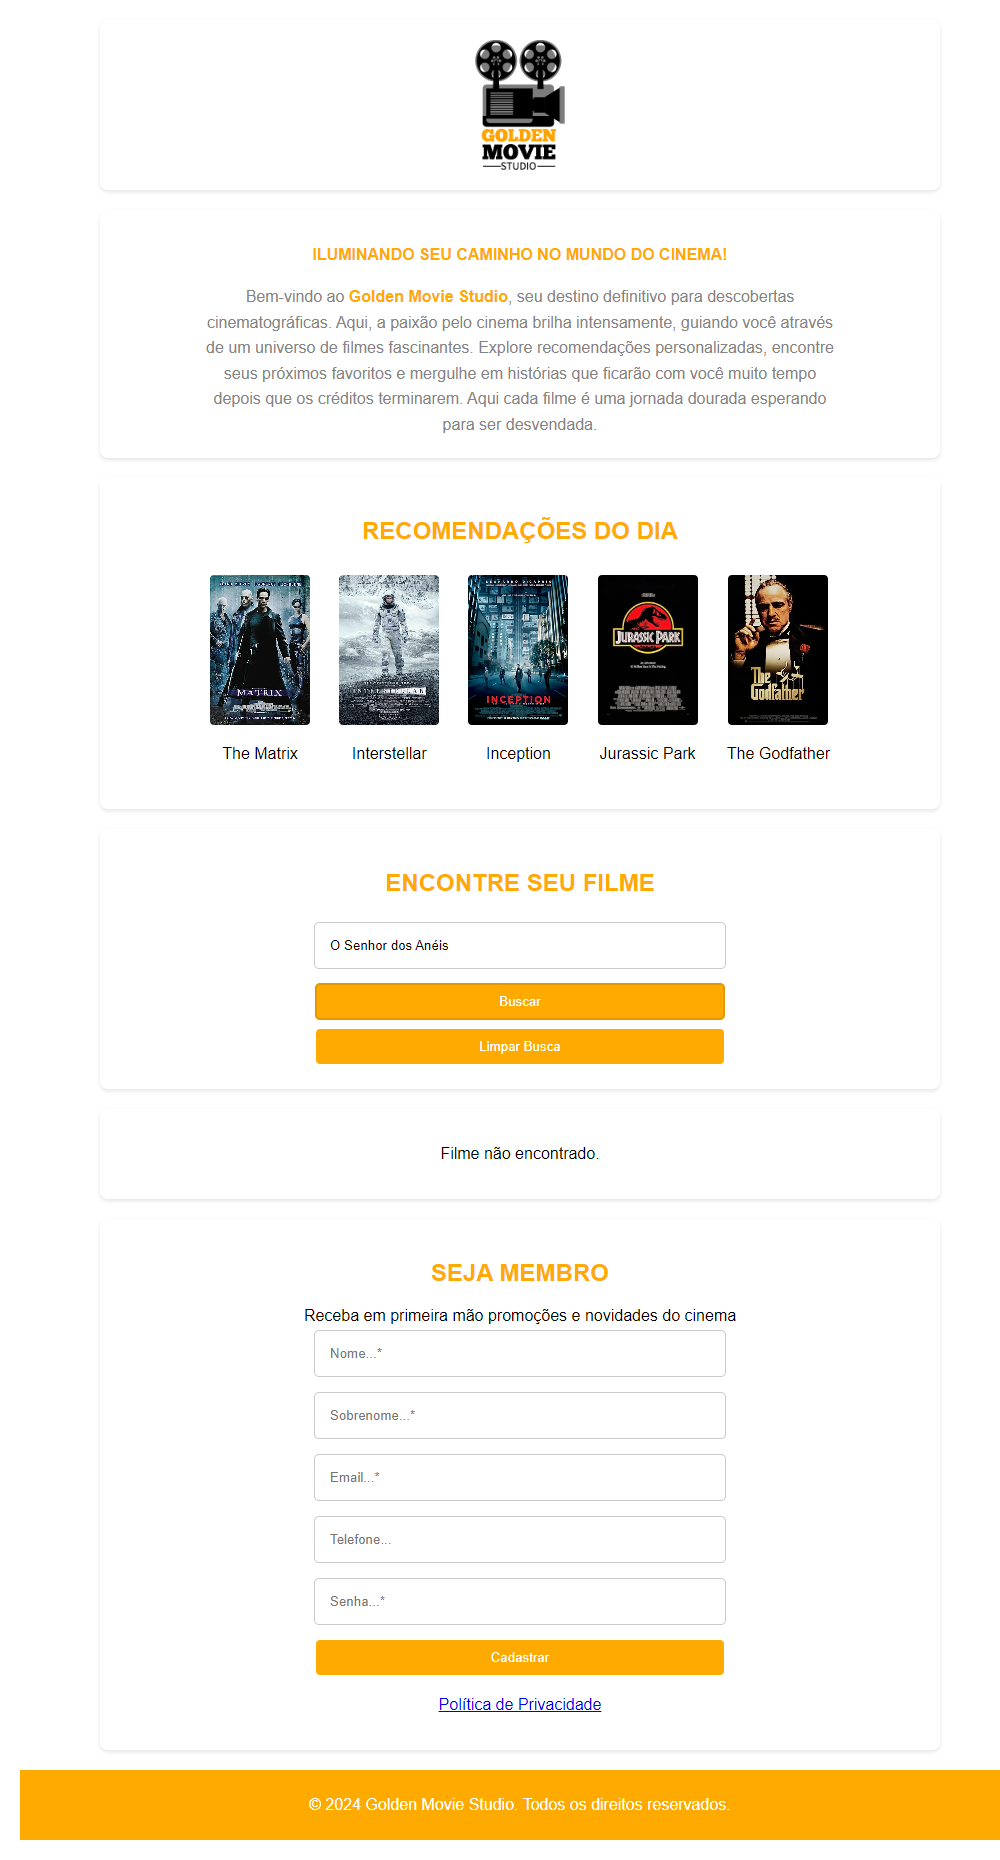 GOLDEN
MOVIE
STUDIO
ILUMINANDO SEU CAMINHO NO MUNDO DO CINEMA!
Bem-vindo ao Golden Movie Studio, seu destino definitivo para descobertas
cinematográficas. Aqui, a paixão pelo cinema brilha intensamente, guiando você através
de um universo de filmes fascinantes. Explore recomendações personalizadas, encontre
seus próximos favoritos e mergulhe em histórias que ficarão com você muito tempo
depois que os créditos terminarem. Aqui cada filme é uma jornada dourada esperando
para ser desvendada.
RECOMENDAÇÕES DO DIA
MATRIX
INTERSTELLAR
INCEPTION
JURASSIC PARK
The
Godfather
The Matrix
Interstellar
Inception
Jurassic Park
The Godfather
ENCONTRE SEU FILME
O Senhor dos Anéis
Buscar
Limpar Busca
Filme não encontrado.
SEJA MEMBRO
Receba em primeira mão promoções e novidades do cinema
Nome...*
Sobrenome...*
Email...*
Telefone...
Senha...*
Cadastrar
Política de Privacidade
© 2024 Golden Movie Studio. Todos os direitos reservados.